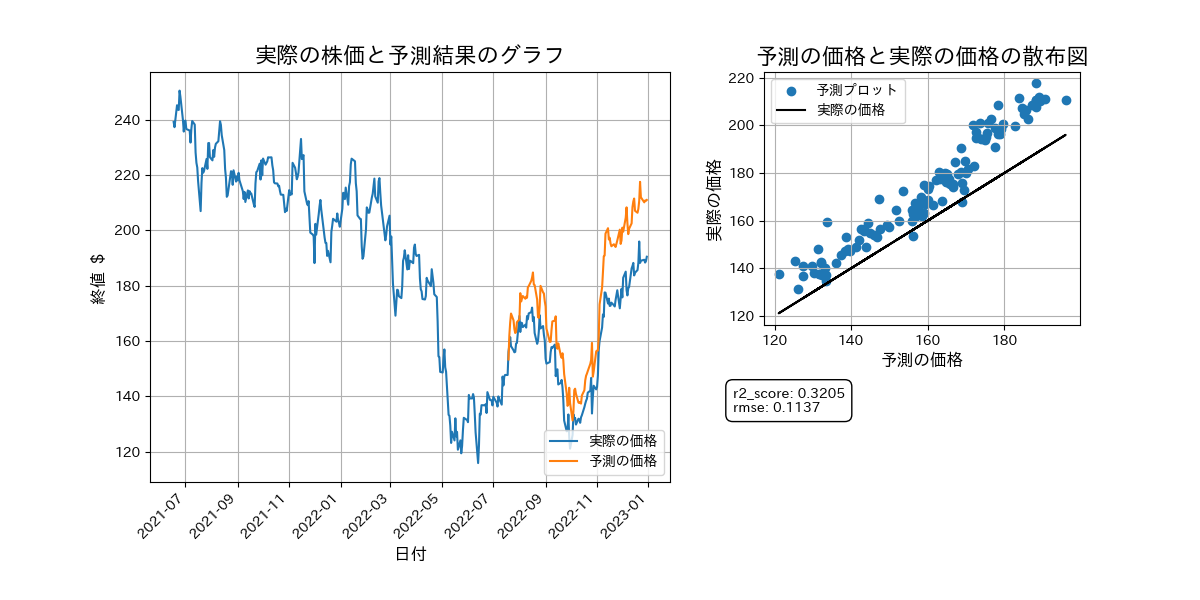 実際の株価と予測結果のグラフ
終値 $
240
220
200
180
160
140
120
2021-07
2021-09
2021-11
2022-01
2022-03
2022-05
2022-07
2022-09
2022-11
2023-01
日付
実際の価格
予測の価格
予測の価格と実際の価格の散布図
実際の価格
220
200
180
160
140
120
予測プロット
実際の価格
120
140
160
180
予測の価格
r2_score: 0.3205
rmse: 0.1137